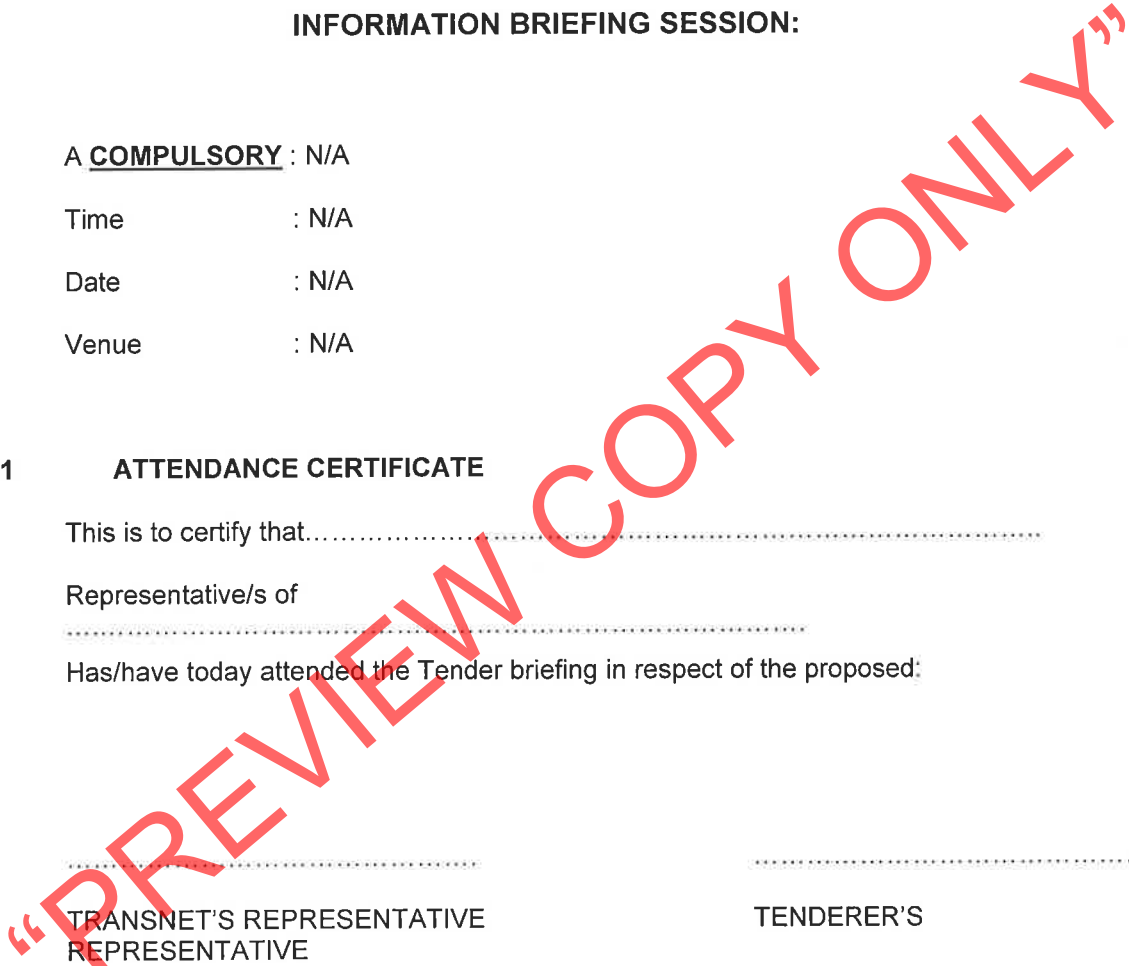 INFORMATION BRIEFING SESSION:
A COMPULSORY : N/A
Time : N/A
Date : N/A
Venue : N/A
1 ATTENDANCE CERTIFICATE
This is to certify that……………………………………………………………………………
Representative/s of
……………………………………………………………………………
Has/have today attended the Tender briefing in respect of the proposed:
………………………………………… ………………………………………
TRANSNET'S REPRESENTATIVE TENDERER'S
REPRESENTATIVE
“PREVIEW COPY ONLY”